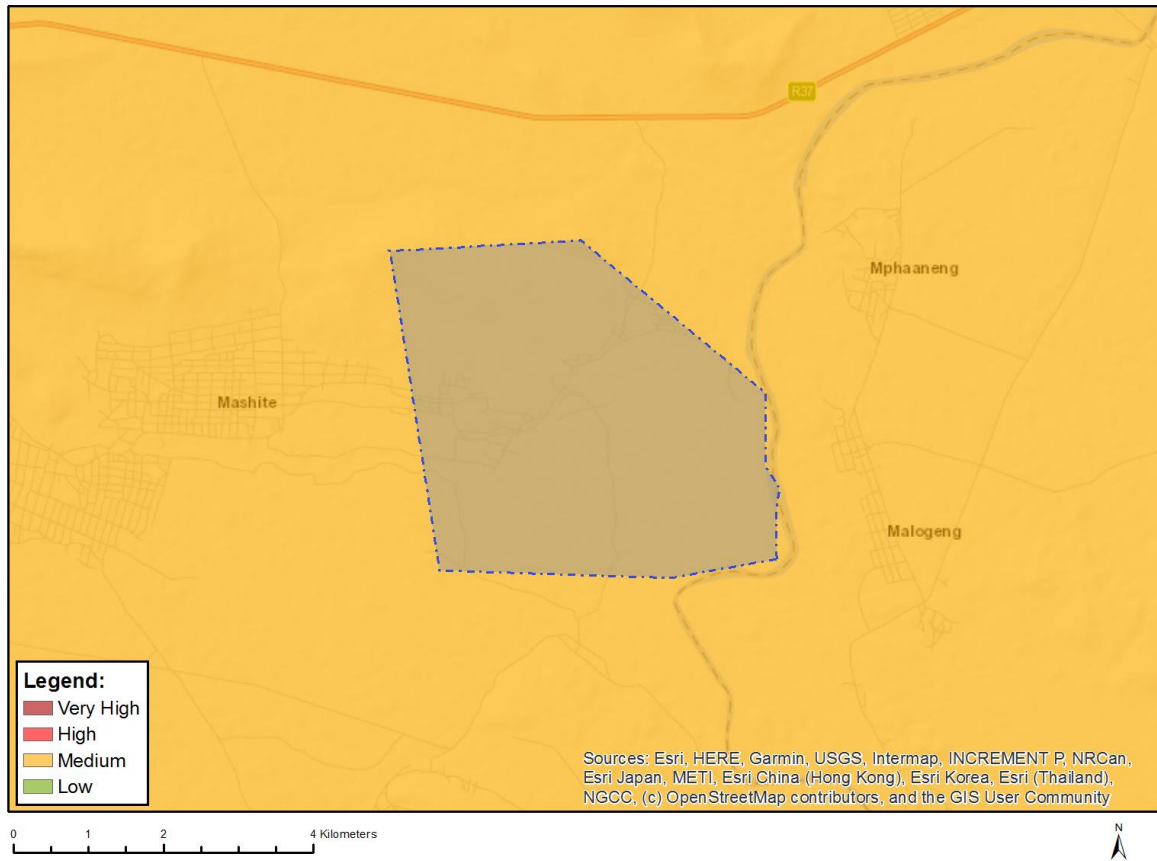 R37
Mphaaneng
Mashite
Malogeng
Legend:
Very High
High
Medium
Low
Sources: Esri, HERE, Garmin, USGS, Intermap, INCREMENT P, NRCan,
Esri Japan, METI, Esri China (Hong Kong), Esri Korea, Esri (Thailand),
NGCC, (c) OpenStreetMap contributors, and the GIS User Community
0 1 2 4 Kilometers
N